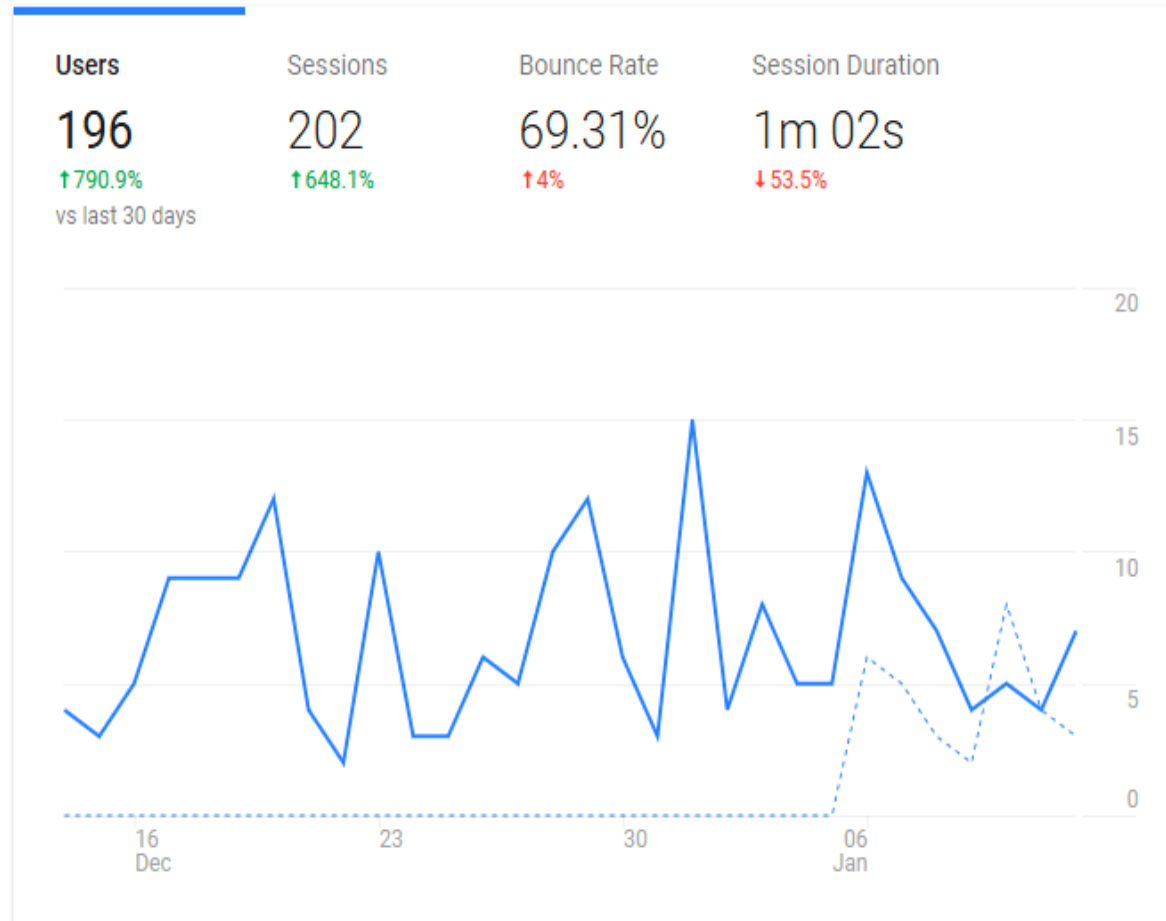 Users Sessions Bounce Rate Session Duration
196 202 69.31% 1m 02s
↑790.9% ↑648.1% ↑4% ↓53.5%
vs last 30 days
20
15
10
5
0
16 23 30 06
Dec Jan